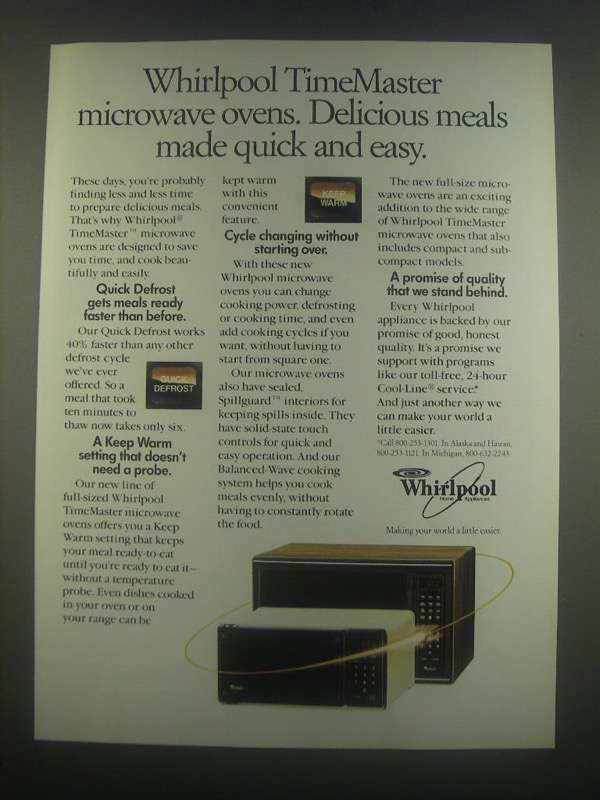 Whirlpool TimeMaster
microwave ovens. Delicious meals
made quick and easy.
These days, you're probably
finding less and less time
to prepare delicious meals.
That's why Whirlpool®
TimeMaster™ microwave
ovens are designed to save
you time, and cook beau-
tifully and easily.
Quick Defrost
gets meals ready
faster than before.
Our Quick Defrost works
40% faster than any other
defrost cycle
we've ever
offered. So a
meal that took
ten minutes to
thaw now takes only six.
QUICK
DEFROST
A Keep Warm
setting that doesn't
need a probe.
Our new line of
full-sized Whirlpool
TimeMaster microwave
ovens offers you a Keep
Warm setting that keeps
your meal ready-to-eat
until you're ready to eat it–
without a temperature
probe. Even dishes cooked
in your oven or on
your range can be
kept warm
with this
convenient
feature.
KEEP
WARM
Cycle changing without
starting over.
With these new
Whirlpool microwave
ovens you can change
cooking power, defrosting
or cooking time, and even
add cooking cycles if you
want, without having to
start from square one.
Our microwave ovens
also have sealed,
Spillguard™ interiors for
keeping spills inside. They
have solid-state touch
controls for quick and
easy operation. And our
Balanced-Wave cooking
system helps you cook
meals evenly, without
having to constantly rotate
the food.
The new full-size micro-
wave ovens are an exciting
addition to the wide range
of Whirlpool TimeMaster
microwave ovens that also
includes compact and sub-
compact models.
A promise of quality
that we stand behind.
Every Whirlpool
appliance is backed by our
promise of good, honest
quality. It's a promise we
support with programs
like our toll-free, 24-hour
Cool-Line® service.*
And just another way we
can make your world a
little easier.
*Call 800-253-1301. In Alaska and Hawaii,
800-253-1121. In Michigan, 800-632-2243.
Whirlpool
Home Appliances
Making your world a little easier.
Whirlpool